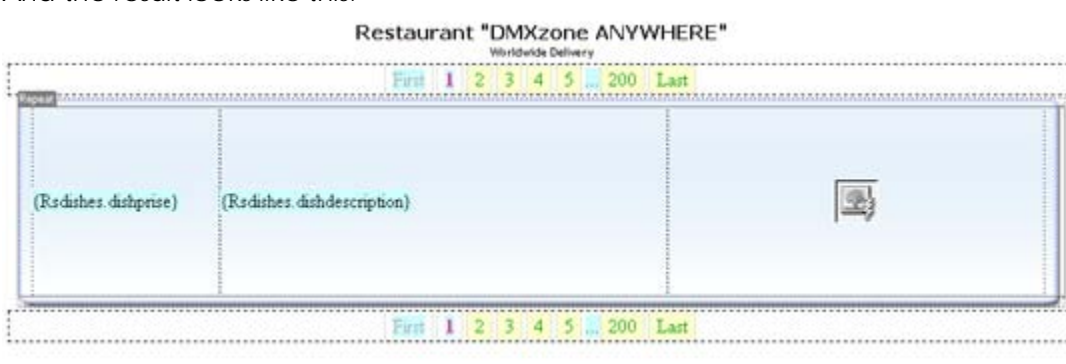 And the result looks like this:
Restaurant "DMXzone ANYWHERE"
Worldwide Delivery
First 1 2 3 4 5 ... 200 Last
Repeat
(Rsdishes.dishprise) (Rsdishes.dishdescription)
First 1 2 3 4 5 ... 200 Last